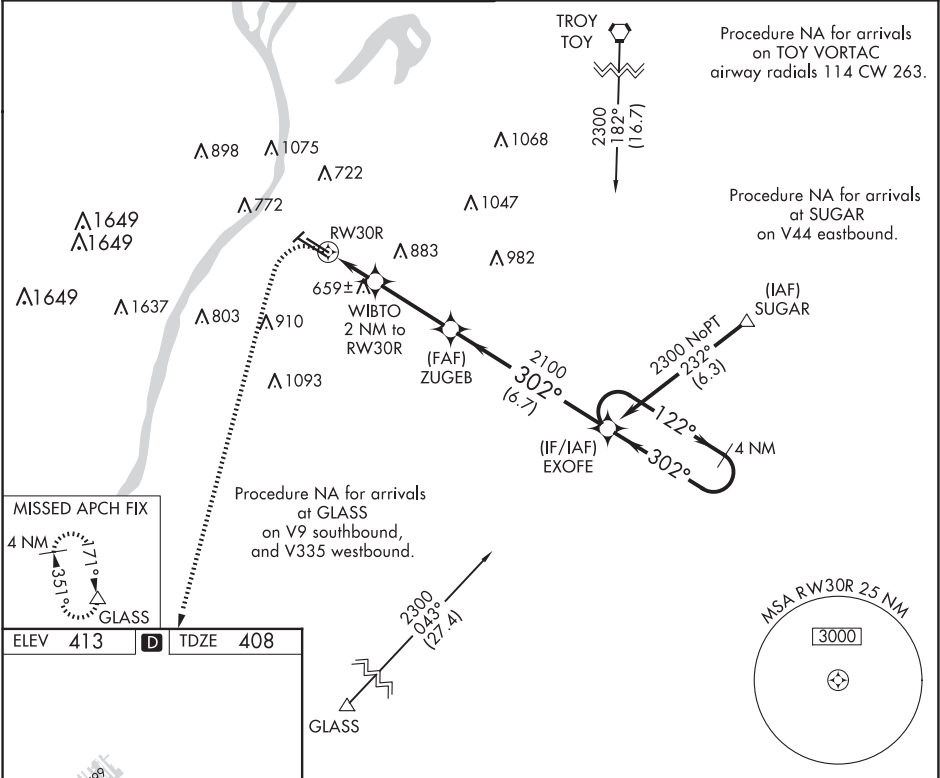 TROY
TOY
2300
182°
(16.7)
Procedure NA for arrivals
on TOY VORTAC
airway radials 114 CW 263.
898
1075
1068
722
772
1047
1649
1649
Procedure NA for arrivals
at SUGAR
on V44 eastbound.
RW30R
883
982
659±
1649
1637
803
910
WIBTO
2 NM to
RW30R
(IAF)
SUGAR
(FAF)
ZUGEB
2300 NoPT
232°
(6.3)
2100
302°
(6.7)
1093
122°
302°
4 NM
(IF/IAF)
EXOFE
Procedure NA for arrivals
at GLASS
on V9 southbound,
and V335 westbound.
MISSED APCH FIX
4 NM
171°
351°
GLASS
2300
043°
(27.4)
GLASS
MSA RW30R 25 NM
3000
ELEV 413 D TDZE 408